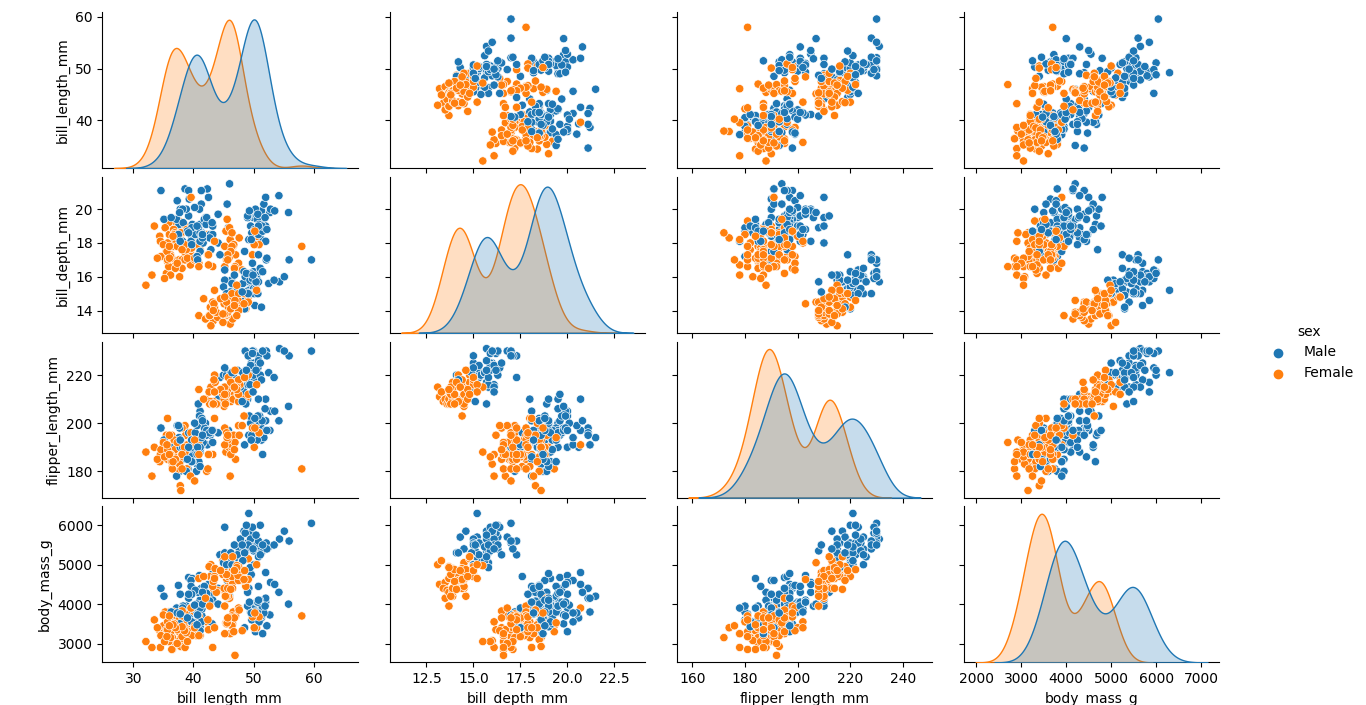 60
50
40
bill_length_mm
20
18
16
14
bill_depth_mm
220
200
180
flipper_length_mm
6000
5000
4000
3000
body_mass_g
30 40 50 60
bill_length_mm
12.5 15.0 17.5 20.0 22.5
bill_depth_mm
160 180 200 220 240
flipper_length_mm
2000 3000 4000 5000 6000 7000
body_mass_g
sex
Male
Female